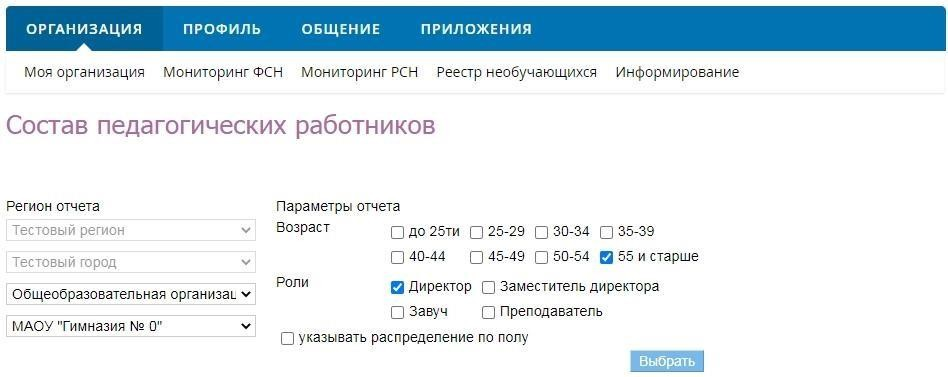 ОРГАНИЗАЦИЯ ПРОФИЛЬ ОБЩЕНИЕ ПРИЛОЖЕНИЯ
Моя организация Мониторинг ФСН Мониторинг РСН Реестр необучающихся Информирование
Состав педагогических работников
Регион отчета Параметры отчета
Тестовый регион Возраст до 25ти 25-29 30-34 35-39
Тестовый город 40-44 45-49 50-54 55 и старше
Общеобразовательная организац Роли Директор Заместитель директора
МАОУ "Гимназия № 0" Завуч Преподаватель
указывать распределение по полу
Выбрать